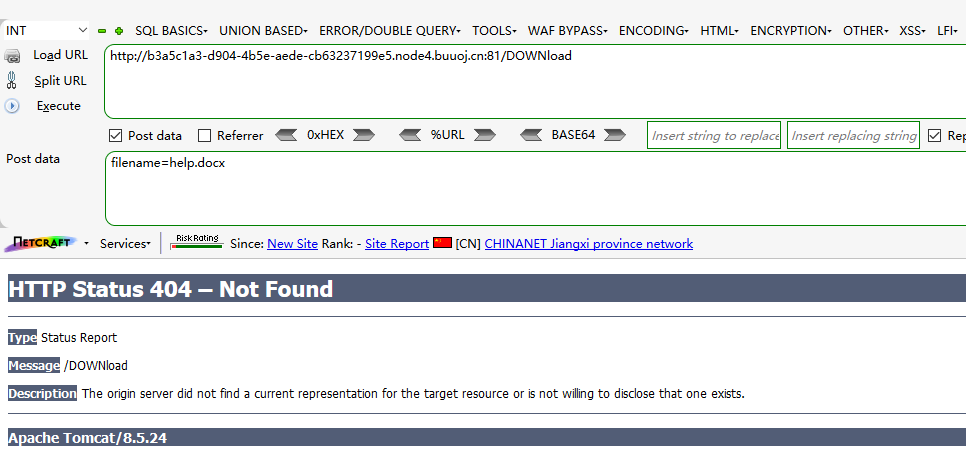 INT SQL BASICS UNION BASED ERROR/DOUBLE QUERY TOOLS WAF BYPASS ENCODING HTML ENCRYPTION OTHER XSS LFI
Load URL http://b3a5c1a3-d904-4b5e-aede-cb63237199e5.node4.buuoj.cn:81/DOWNload
Split URL
Execute
Post data Referrer 0xHEX %URL BASE64 Insert string to replace Insert replacing string Rep
Post data filename=help.docx
NETCRAFT Services Risk Rating Since: New Site Rank: - Site Report [CN] CHINANET Jiangxi province network
HTTP Status 404 – Not Found
Type Status Report
Message /DOWNload
Description The origin server did not find a current representation for the target resource or is not willing to disclose that one exists.
Apache Tomcat/8.5.24